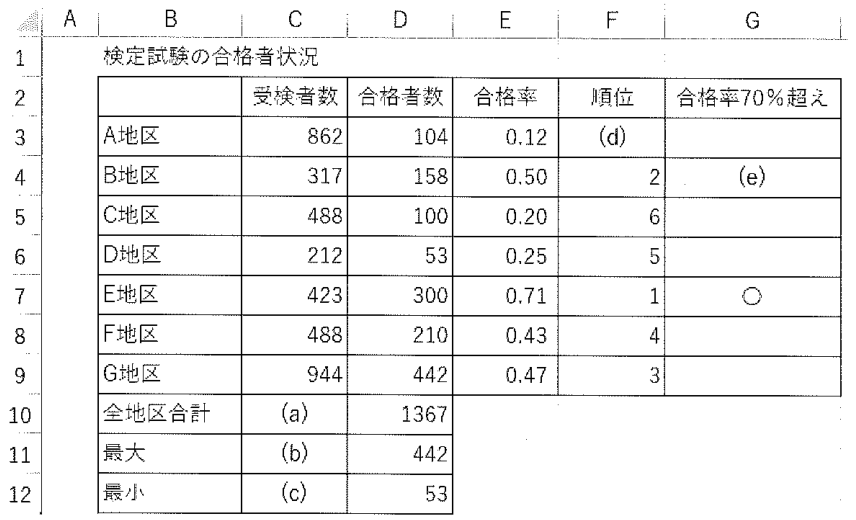 A B C D E F G
1 検定試験の合格者状況
2 受検者数 合格者数 合格率 順位 合格率70%超え
3 A地区 862 104 0.12 (d)
4 B地区 317 158 0.50 2 (e)
5 C地区 488 100 0.20 6
6 D地区 212 53 0.25 5
7 E地区 423 300 0.71 1 ○
8 F地区 488 210 0.43 4
9 G地区 944 442 0.47 3
10 全地区合計 (a) 1367
11 最大 (b) 442
12 最小 (c) 53